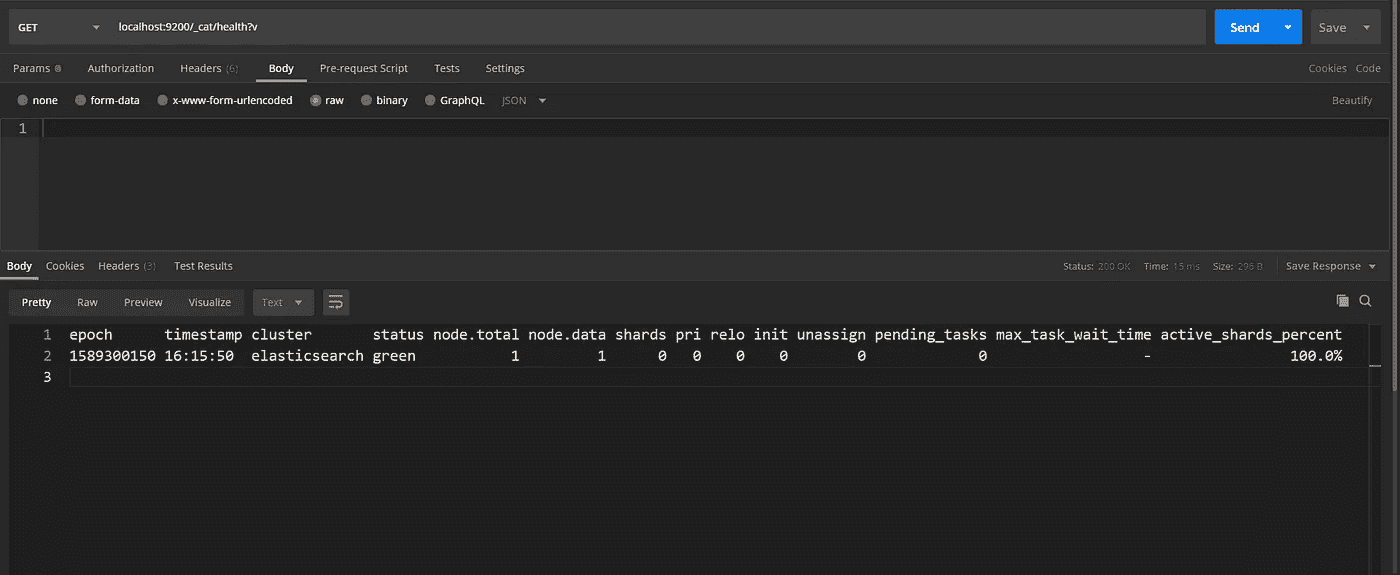 GET localhost:9200/_cat/health?v Send Save
Params Authorization Headers (6) Body Pre-request Script Tests Settings Cookies Code
none form-data x-www-form-urlencoded raw binary GraphQL JSON Beautify
1
Body Cookies Headers (3) Test Results Status: 200 OK Time: 15 ms Size: 296 B Save Response
Pretty Raw Preview Visualize Text
1 epoch timestamp cluster status node.total node.data shards pri relo init unassign pending_tasks max_task_wait_time active_shards_percent
2 1589300150 16:15:50 elasticsearch green 1 1 0 0 0 0 0 0 - 100.0%
3